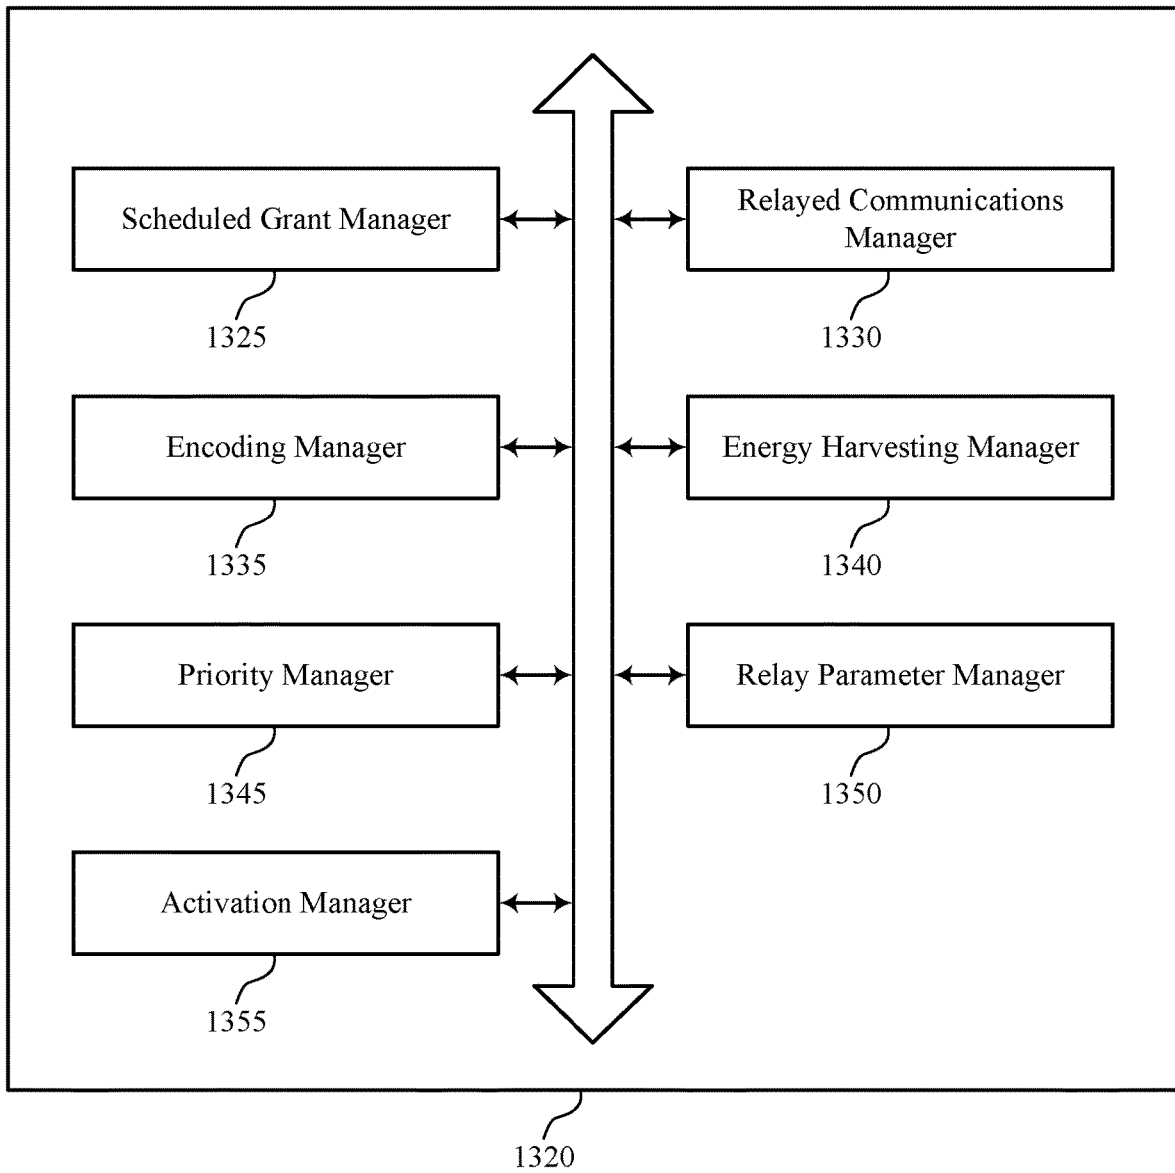 Scheduled Grant Manager
Relayed Communications
Manager
1325
1330
Encoding Manager
Energy Harvesting Manager
1335
1340
Priority Manager
Relay Parameter Manager
1345
1350
Activation Manager
1355
1320